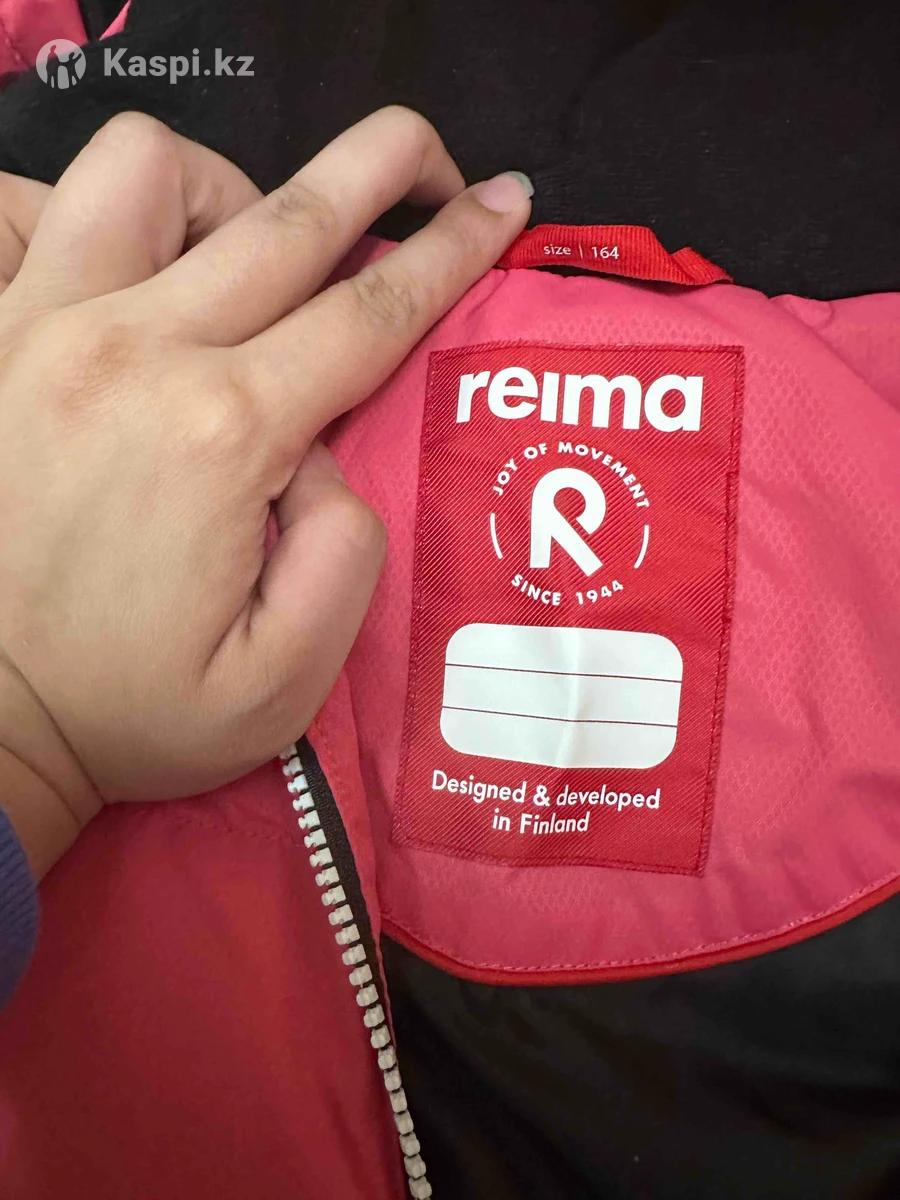 Kaspi.kz
size | 164
reima
JOY OF MOVEMENT
R
SINCE 1944
Designed & developed
in Finland